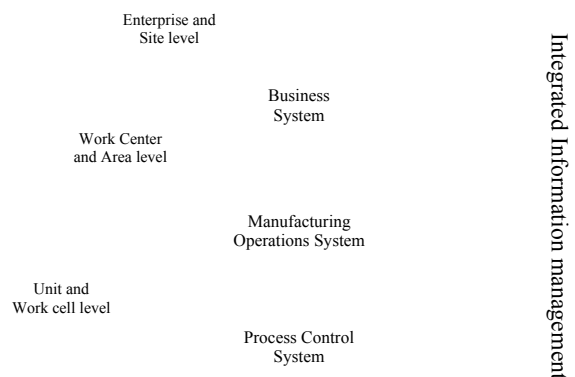 Enterprise and
Site level
Business
System
Work Center
and Area level
Manufacturing
Operations System
Unit and
Work cell level
Process Control
System
Integrated Information management